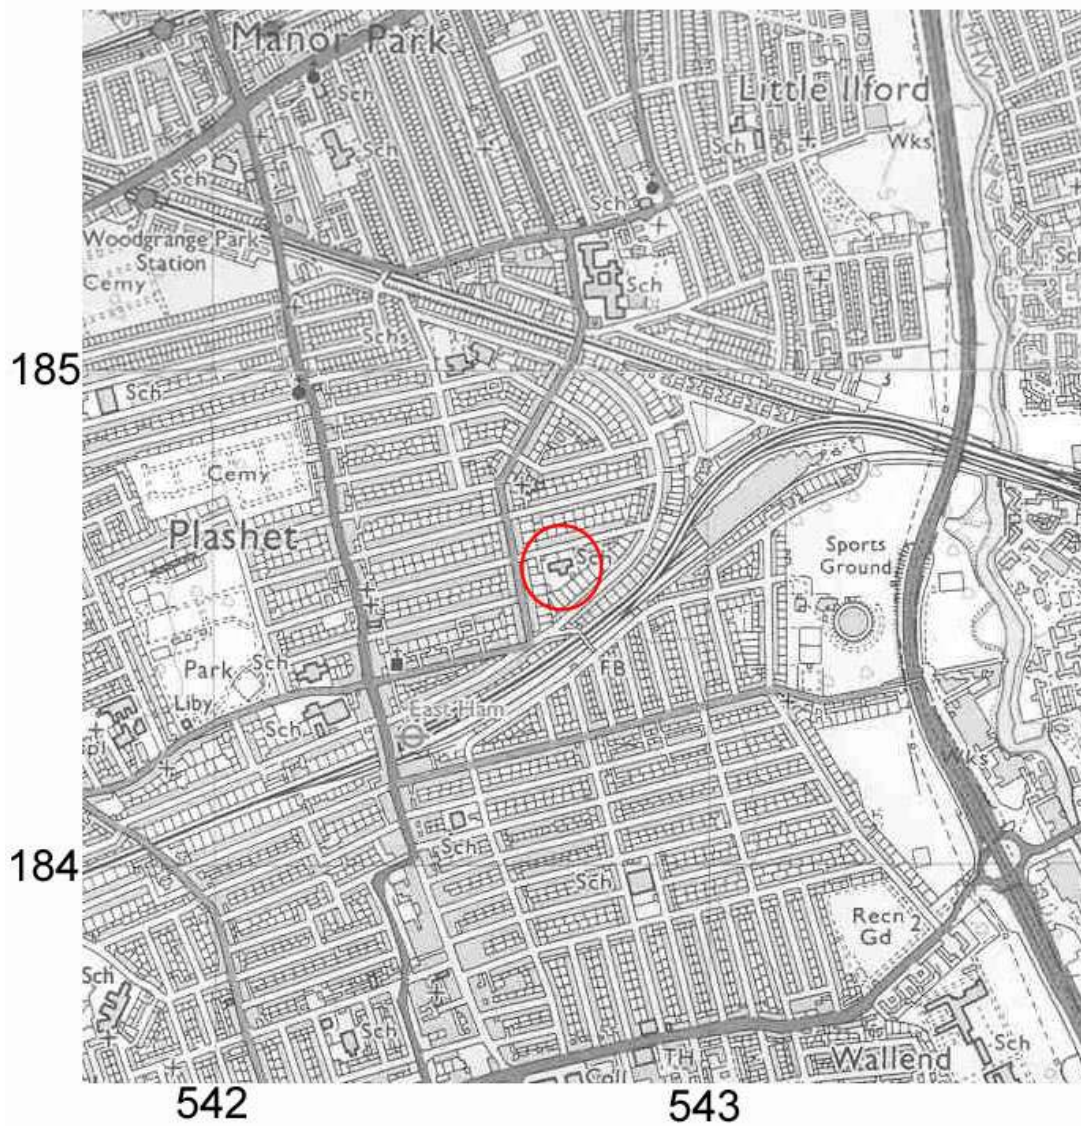 Manor Park
Sch
Little Ilford
Wks
Sch
Sch
Sch
Sch
Woodgrange Park
Station
Cemy
Sch
Schs
185
Sch
Cemy
Plashet
Sports
Ground
Park
Sch
Liby
FB
East Ham
Sch
Wks
Sch
184
Sch
Recn
Gd
2
Sch
Sch
TH
Wallend
Sch
542
543